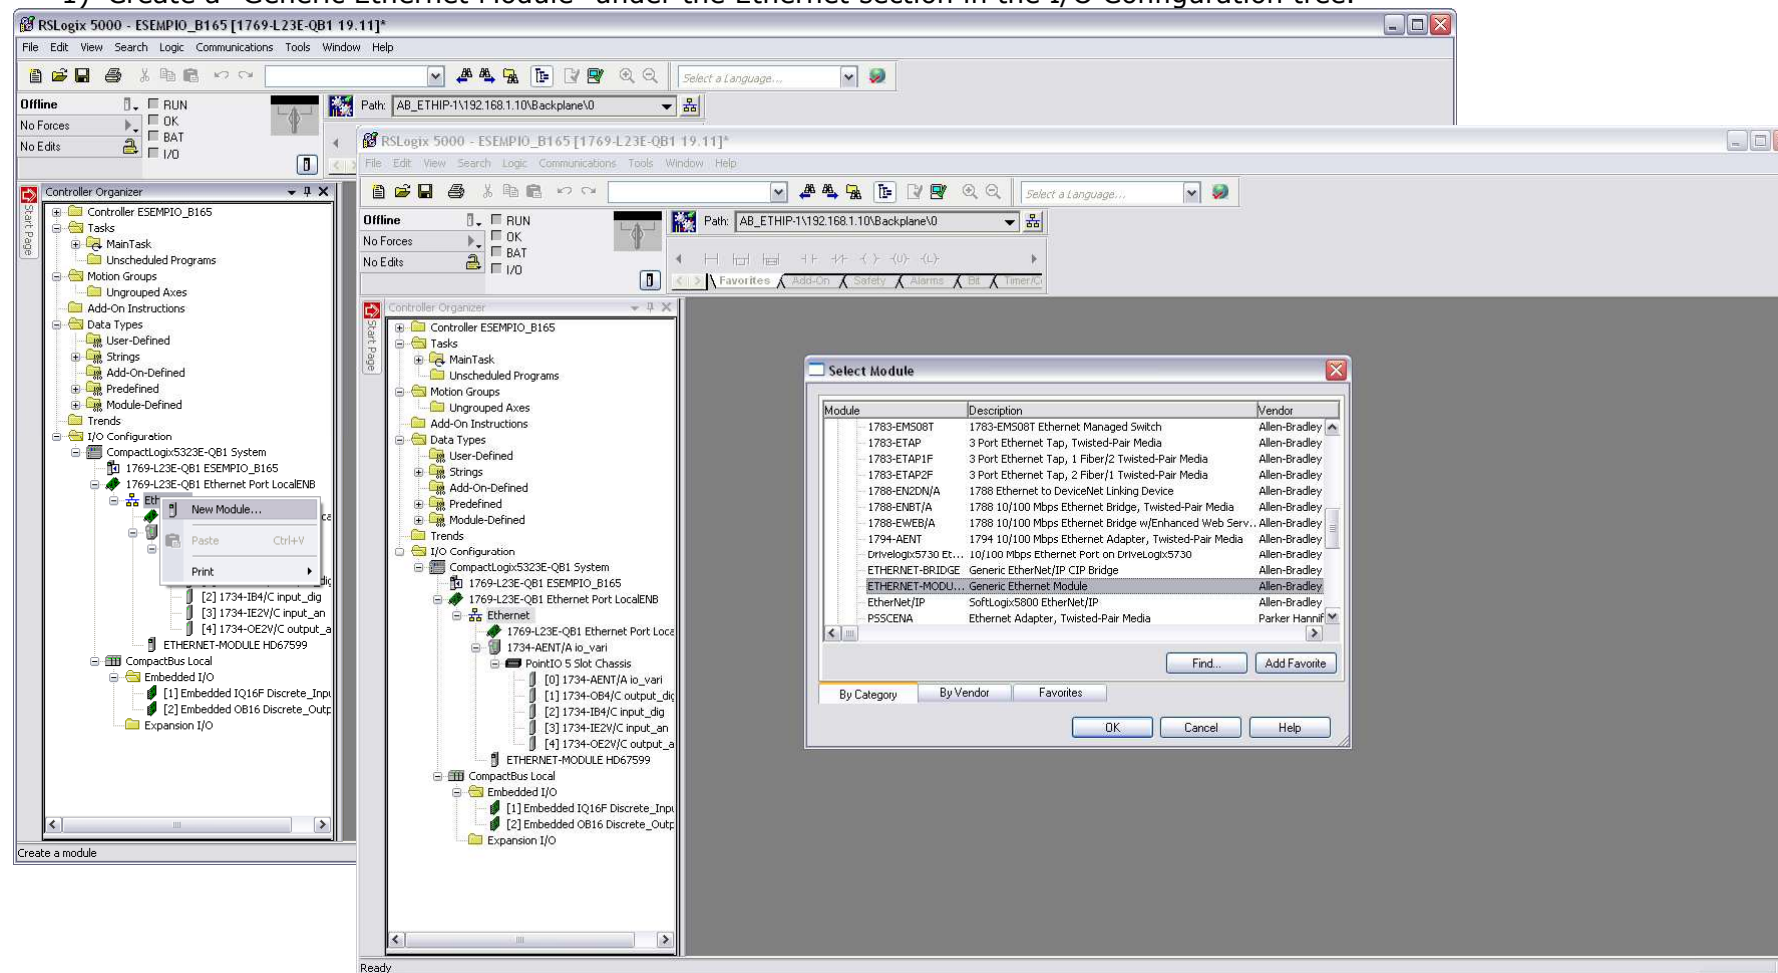 1) Create a "Generic Ethernet Module" under the Ethernet section in the I/O Configuration tree.
RSLogix 5000 - ESEMPIO_B165 [1769-L23E-QB1 19.11]*
File Edit View Search Logic Communications Tools Window Help
Select a Language...
Offline
RUN
Path: AB_ETHIP-1\192.168.1.10\Backplane\0
No Forces
OK
BAT
No Edits
I/O
Controller Organizer
Start Page
Controller ESEMPIO_B165
Tasks
MainTask
Unscheduled Programs
Motion Groups
Ungrouped Axes
Add-On Instructions
Data Types
User-Defined
Strings
Add-On-Defined
Predefined
Module-Defined
Trends
I/O Configuration
CompactLogix5323E-QB1 System
1769-L23E-QB1 ESEMPIO_B165
1769-L23E-QB1 Ethernet Port LocalENB
Eth
New Module...
Paste Ctrl+V
Print
[2] 1734-IB4/C input_dig
[3] 1734-IE2V/C input_an
[4] 1734-OE2V/C output_a
ETHERNET-MODULE HD67599
CompactBus Local
Embedded I/O
[1] Embedded IQ16F Discrete_Inpu
[2] Embedded OB16 Discrete_Outp
Expansion I/O
Create a module
RSLogix 5000 - ESEMPIO_B165 [1769-L23E-QB1 19.11]*
File Edit View Search Logic Communications Tools Window Help
Select a Language...
Offline
RUN
Path: AB_ETHIP-1\192.168.1.10\Backplane\0
No Forces
OK
BAT
No Edits
I/O
Favorites Add-On Safety Alarms Bit Timer/C
Controller Organizer
Start Page
Controller ESEMPIO_B165
Tasks
MainTask
Unscheduled Programs
Motion Groups
Ungrouped Axes
Add-On Instructions
Data Types
User-Defined
Strings
Add-On-Defined
Predefined
Module-Defined
Trends
I/O Configuration
CompactLogix5323E-QB1 System
1769-L23E-QB1 ESEMPIO_B165
1769-L23E-QB1 Ethernet Port LocalENB
Ethernet
1769-L23E-QB1 Ethernet Port Loca
1734-AENT/A io_vari
PointIO 5 Slot Chassis
[0] 1734-AENT/A io_vari
[1] 1734-OB4/C output_dig
[2] 1734-IB4/C input_dig
[3] 1734-IE2V/C input_an
[4] 1734-OE2V/C output_a
ETHERNET-MODULE HD67599
CompactBus Local
Embedded I/O
[1] Embedded IQ16F Discrete_Inpu
[2] Embedded OB16 Discrete_Outp
Expansion I/O
Ready
Select Module
Module Description Vendor
1783-EMS08T 1783-EMS08T Ethernet Managed Switch Allen-Bradley
1783-ETAP 3 Port Ethernet Tap, Twisted-Pair Media Allen-Bradley
1783-ETAP1F 3 Port Ethernet Tap, 1 Fiber/2 Twisted-Pair Media Allen-Bradley
1783-ETAP2F 3 Port Ethernet Tap, 2 Fiber/1 Twisted-Pair Media Allen-Bradley
1788-EN2DN/A 1788 Ethernet to DeviceNet Linking Device Allen-Bradley
1788-ENBT/A 1788 10/100 Mbps Ethernet Bridge, Twisted-Pair Media Allen-Bradley
1788-EWEB/A 1788 10/100 Mbps Ethernet Bridge w/Enhanced Web Serv.. Allen-Bradley
1794-AENT 1794 10/100 Mbps Ethernet Adapter, Twisted-Pair Media Allen-Bradley
Drivelogix5730 Et... 10/100 Mbps Ethernet Port on DriveLogix5730 Allen-Bradley
ETHERNET-BRIDGE Generic EtherNet/IP CIP Bridge Allen-Bradley
ETHERNET-MODU... Generic Ethernet Module Allen-Bradley
EtherNet/IP SoftLogix5800 EtherNet/IP Allen-Bradley
PSSCENA Ethernet Adapter, Twisted-Pair Media Parker Hannif
Find... Add Favorite
By Category By Vendor Favorites
OK Cancel Help